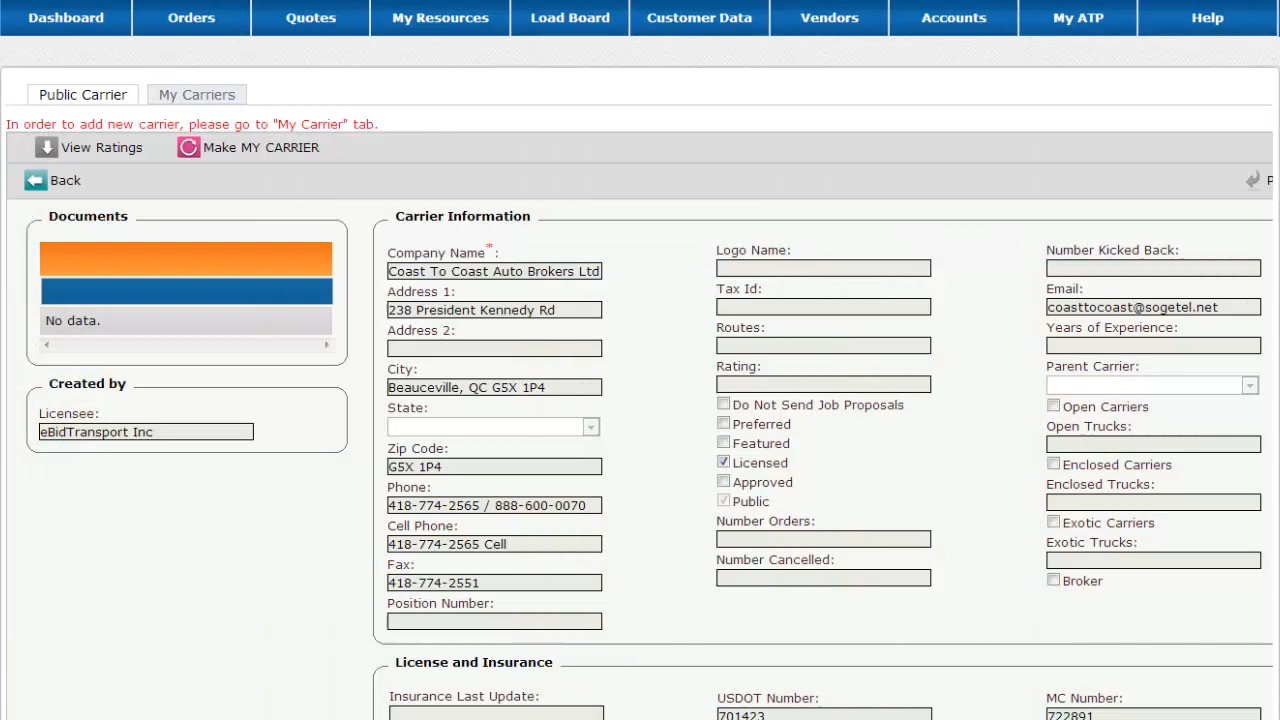 Dashboard Orders Quotes My Resources Load Board Customer Data Vendors Accounts My ATP Help
Public Carrier My Carriers
In order to add new carrier, please go to "My Carrier" tab.
View Ratings Make MY CARRIER
Back P
Documents
No data.
Created by
Licensee:
eBidTransport Inc
Carrier Information
Company Name*:
Coast To Coast Auto Brokers Ltd
Address 1:
238 President Kennedy Rd
Address 2:
City:
Beauceville, QC G5X 1P4
State:
Zip Code:
G5X 1P4
Phone:
418-774-2565 / 888-600-0070
Cell Phone:
418-774-2565 Cell
Fax:
418-774-2551
Position Number:
Logo Name:
Tax Id:
Routes:
Rating:
Do Not Send Job Proposals
Preferred
Featured
Licensed
Approved
Public
Number Orders:
Number Cancelled:
Number Kicked Back:
Email:
coasttocoast@sogetel.net
Years of Experience:
Parent Carrier:
Open Carriers
Open Trucks:
Enclosed Carriers
Enclosed Trucks:
Exotic Carriers
Exotic Trucks:
Broker
License and Insurance
Insurance Last Update:
USDOT Number:
701423
MC Number:
722891